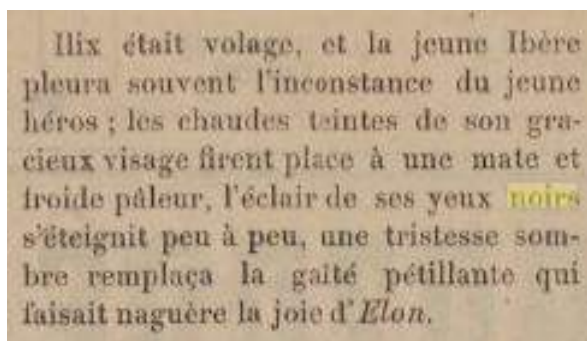 Ilix était volage, et la jeune Ibère
pleura souvent l'inconstance du jeune
héros ; les chaudes teintes de son gra-
cieux visage firent place à une mate et
froide pâleur, l'éclair de ses yeux noirs
s'éteignit peu à peu, une tristesse som-
bre remplaça la gaîté pétillante qui
faisait naguère la joie d'Elon.